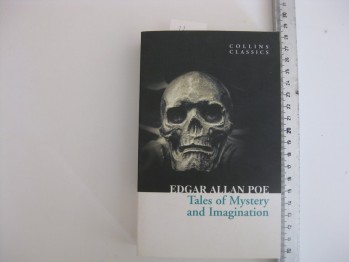 COLLINS
CLASSICS
EDGAR ALLAN POE
Tales of Mystery
and Imagination